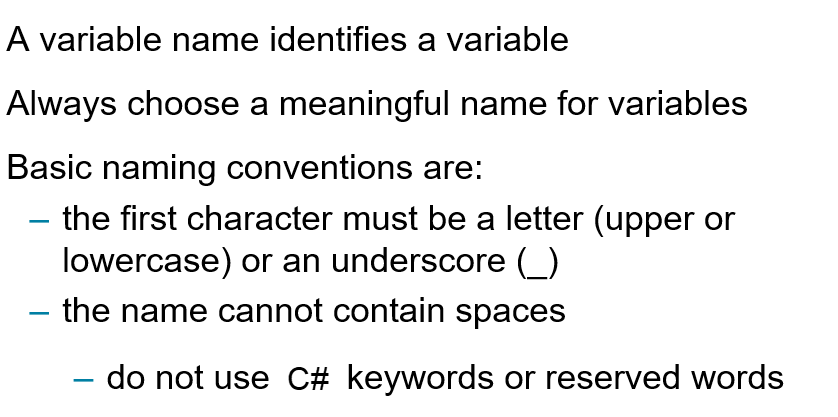 A variable name identifies a variable
Always choose a meaningful name for variables
Basic naming conventions are:
– the first character must be a letter (upper or
lowercase) or an underscore (_)
– the name cannot contain spaces
– do not use C# keywords or reserved words